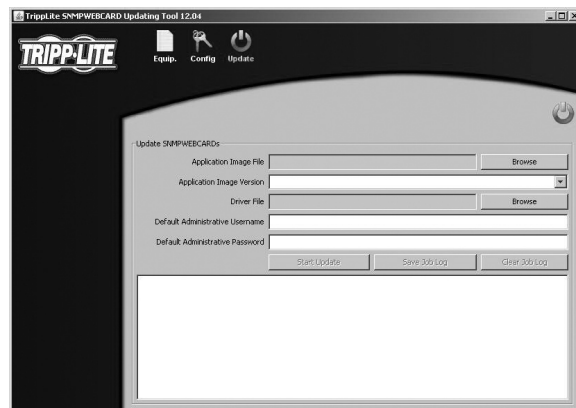 TrippLite SNMPWEBCARD Updating Tool 12.04
TRIPP·LITE
Equip. Config Update
Update SNMPWEBCARDs
Application Image File Browse
Application Image Version
Driver File Browse
Default Administrative Username
Default Administrative Password
Start Update Save Job Log Clear Job Log